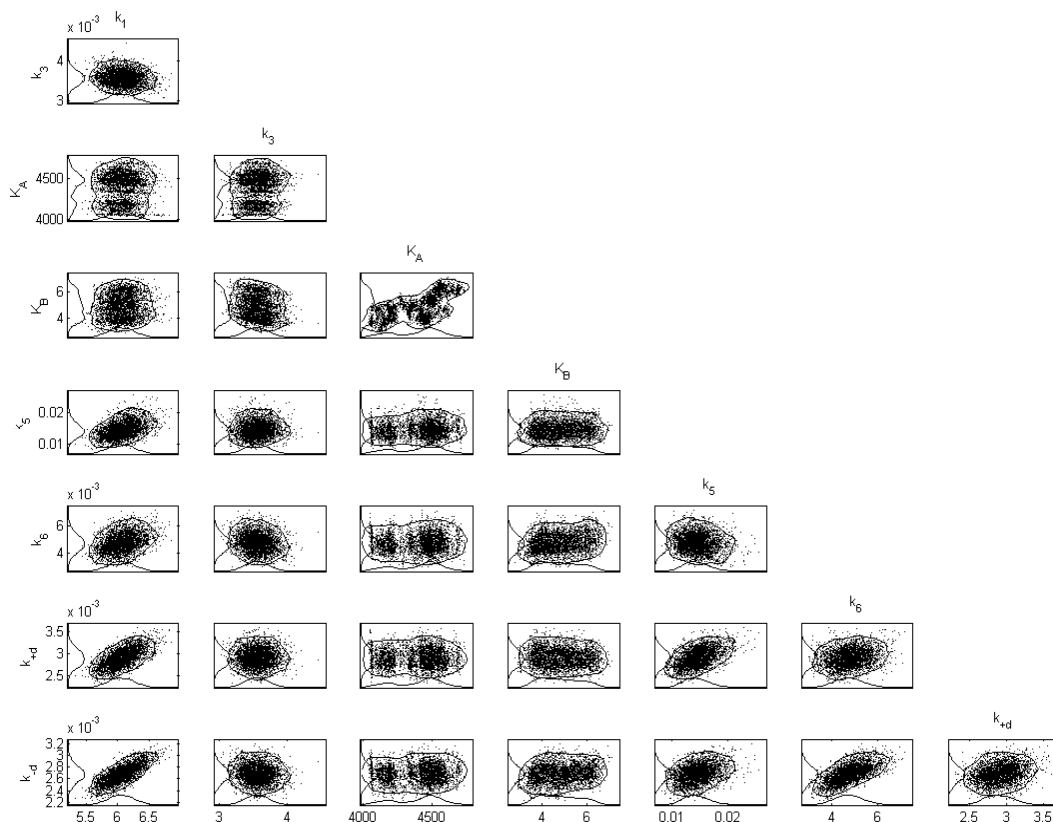 x 10⁻³ k₁
k₃ 4 3
k₃
K_A 4500 4000
K_A
K_B 6 4
K_B
κ₅ 0.02 0.01
x 10⁻³ k₅
k₆ 6 4
k₆
x 10⁻³
k₊d 3.5 3 2.5
k₊d
x 10⁻³
k₋d 3.2 3 2.8 2.6 2.4 2.2
5.5 6 6.5 3 4 4000 4500 4 6 0.01 0.02 4 6 2.5 3 3.5